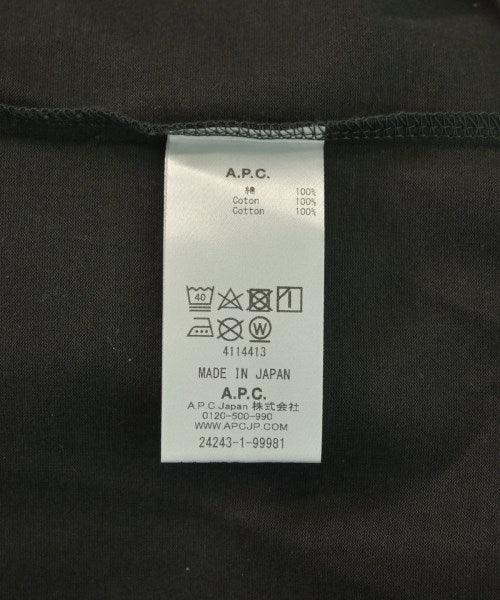 A.P.C.
綿 100%
Coton 100%
Cotton 100%
40 W
4114413
MADE IN JAPAN
A.P.C.
A.P.C Japan 株式会社
0120-500-990
WWW.APCJP.COM
24243-1-99981